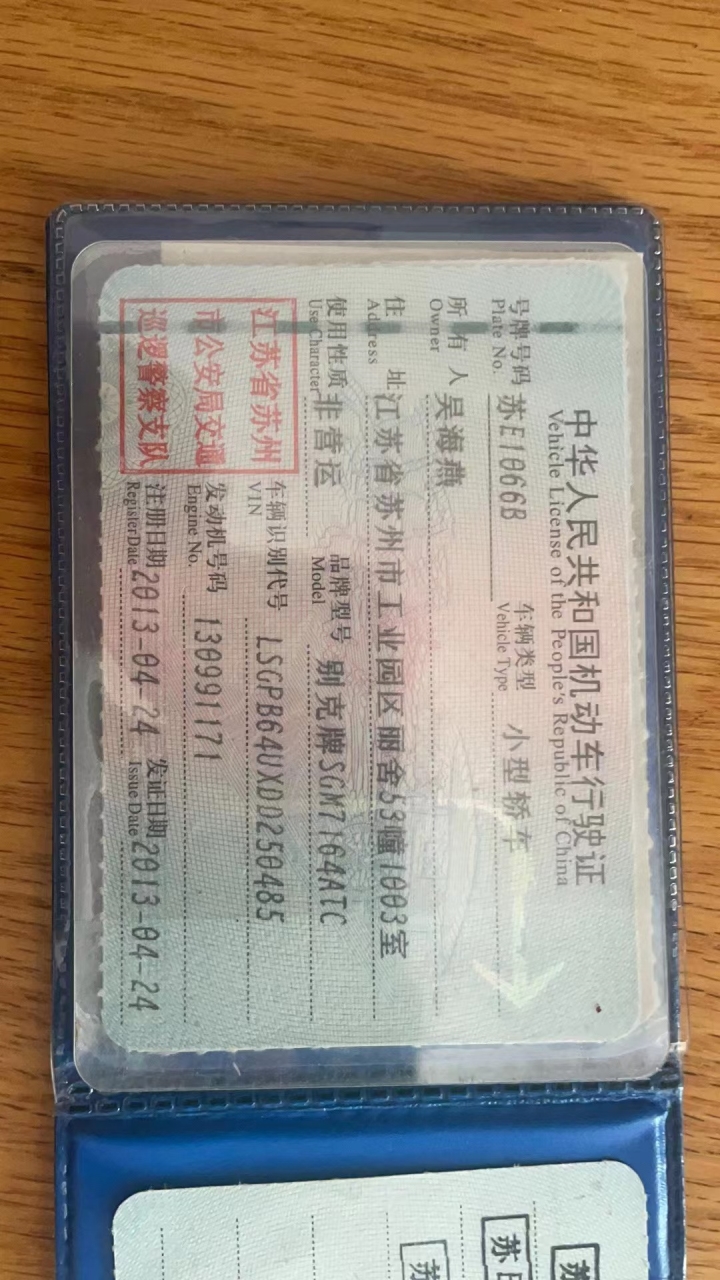 中华人民共和国机动车行驶证
Vehicle License of the People's Republic of China
号牌号码 苏E1066B 车辆类型 小型轿车
Plate No. Vehicle Type
所有人 吴海燕
Owner
住址 江苏省苏州市工业园区丽舍53幢1003室
Address
使用性质 非营运 品牌型号 别克牌SGM7164ATC
Use Character Model
江苏省苏州
市公安局交通
巡逻警察支队
车辆识别代号 LSGPB64UXDD250485
VIN
发动机号码 130991171
Engine No.
注册日期 2013-04-24 发证日期 2013-04-24
Register Date Issue Date
苏
苏
苏